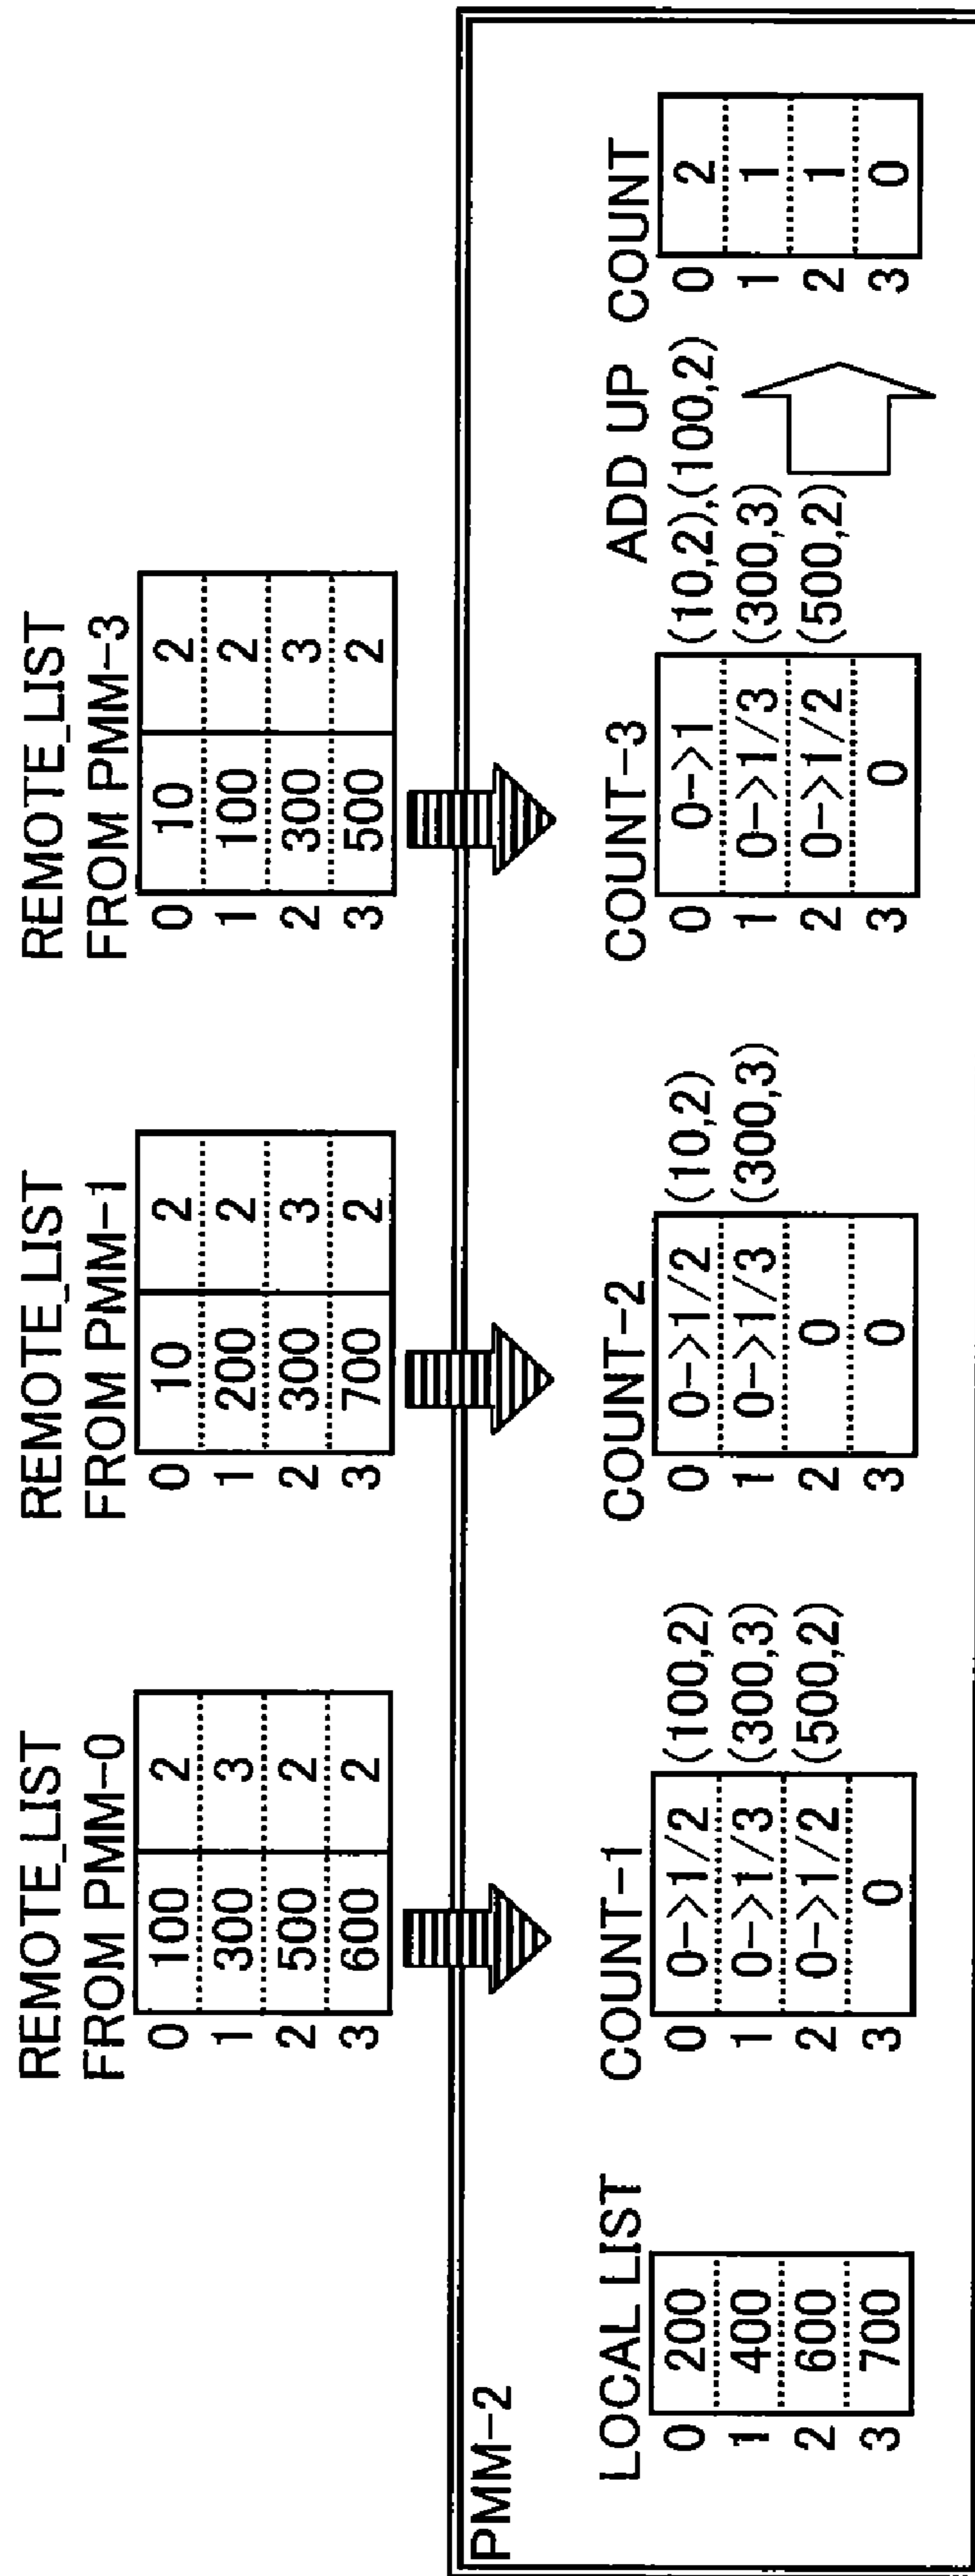 REMOTE_LIST
FROM PMM-0
0 100 2
1 300 3
2 500 2
3 600 2
REMOTE_LIST
FROM PMM-1
0 10 2
1 200 2
2 300 3
3 700 2
REMOTE_LIST
FROM PMM-3
0 10 2
1 100 2
2 300 3
3 500 2
PMM-2
LOCAL LIST
0 200
1 400
2 600
3 700
COUNT-1
0 0->1/2 (100,2)
1 0->1/3 (300,3)
2 0->1/2 (500,2)
3 0
COUNT-2
0 0->1/2 (10,2)
1 0->1/3 (300,3)
2 0
3 0
COUNT-3
0 0->1 (10,2),(100,2)
1 0->1/3 (300,3)
2 0->1/2 (500,2)
3 0
ADD UP
COUNT
0 2
1 1
2 1
3 0